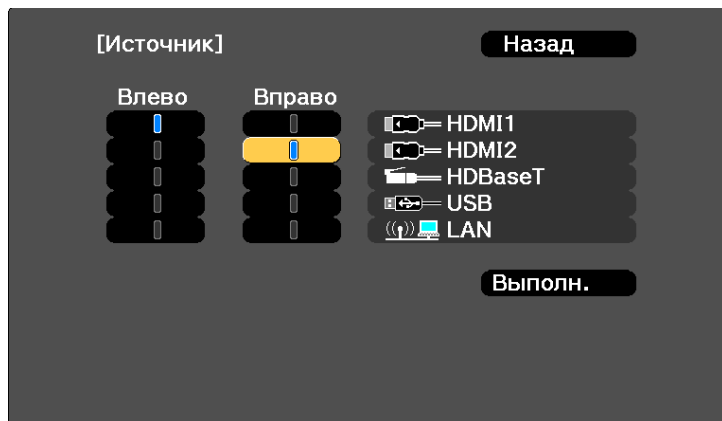 [Источник] Назад
Влево Вправо
HDMI1
HDMI2
HDBaseT
USB
LAN
Выполн.